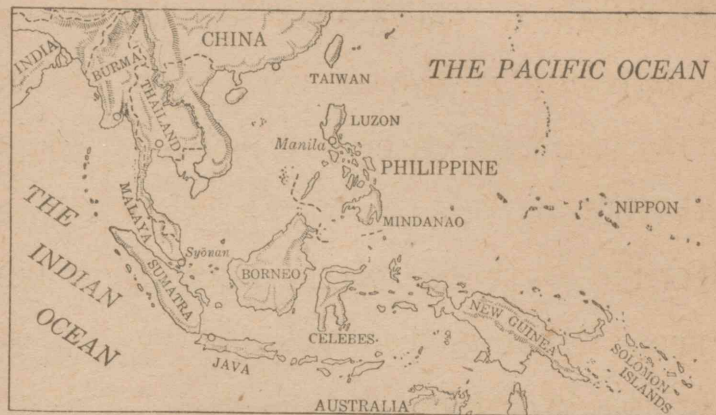 CHINA
INDIA
BURMA
TAIWAN
THE PACIFIC OCEAN
THAILAND
LUZON
Manila
PHILIPPINE
THE
INDIAN
OCEAN
MALAYA
MINDANAO
NIPPON
Syōnan
SUMATRA
BORNEO
NEW GUINEA
CELEBES
JAVA
SOLOMON
ISLANDS
AUSTRALIA